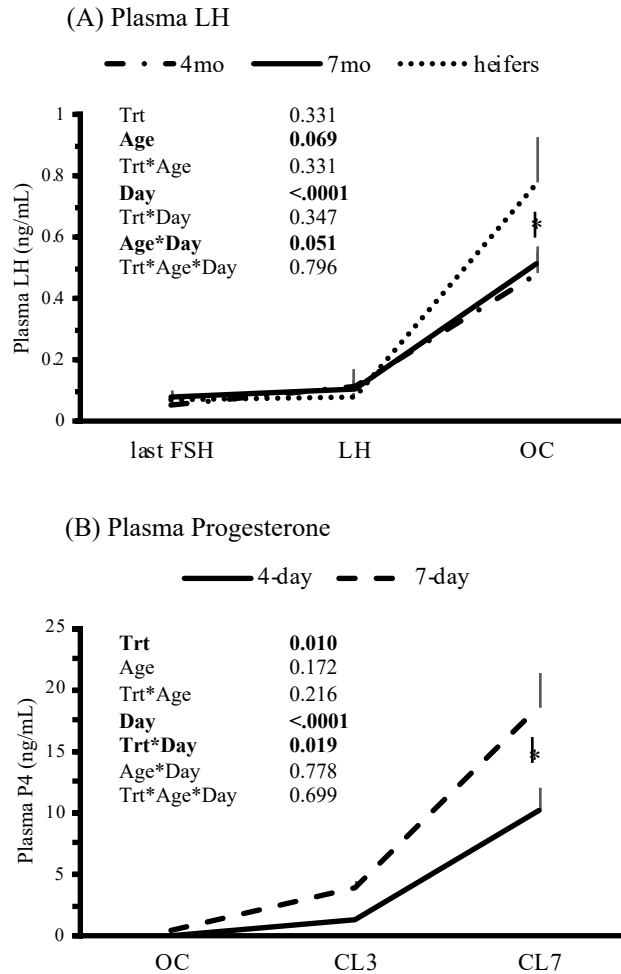 (A) Plasma LH
4mo 7mo heifers
1
0.8
0.6
0.4
0.2
0
Plasma LH (ng/mL)
Trt 0.331
Age 0.069
Trt*Age 0.331
Day <.0001
Trt*Day 0.347
Age*Day 0.051
Trt*Age*Day 0.796
*
last FSH LH OC
(B) Plasma Progesterone
4-day 7-day
25
20
15
10
5
0
Plasma P4 (ng/mL)
Trt 0.010
Age 0.172
Trt*Age 0.216
Day <.0001
Trt*Day 0.019
Age*Day 0.778
Trt*Age*Day 0.699
*
OC CL3 CL7